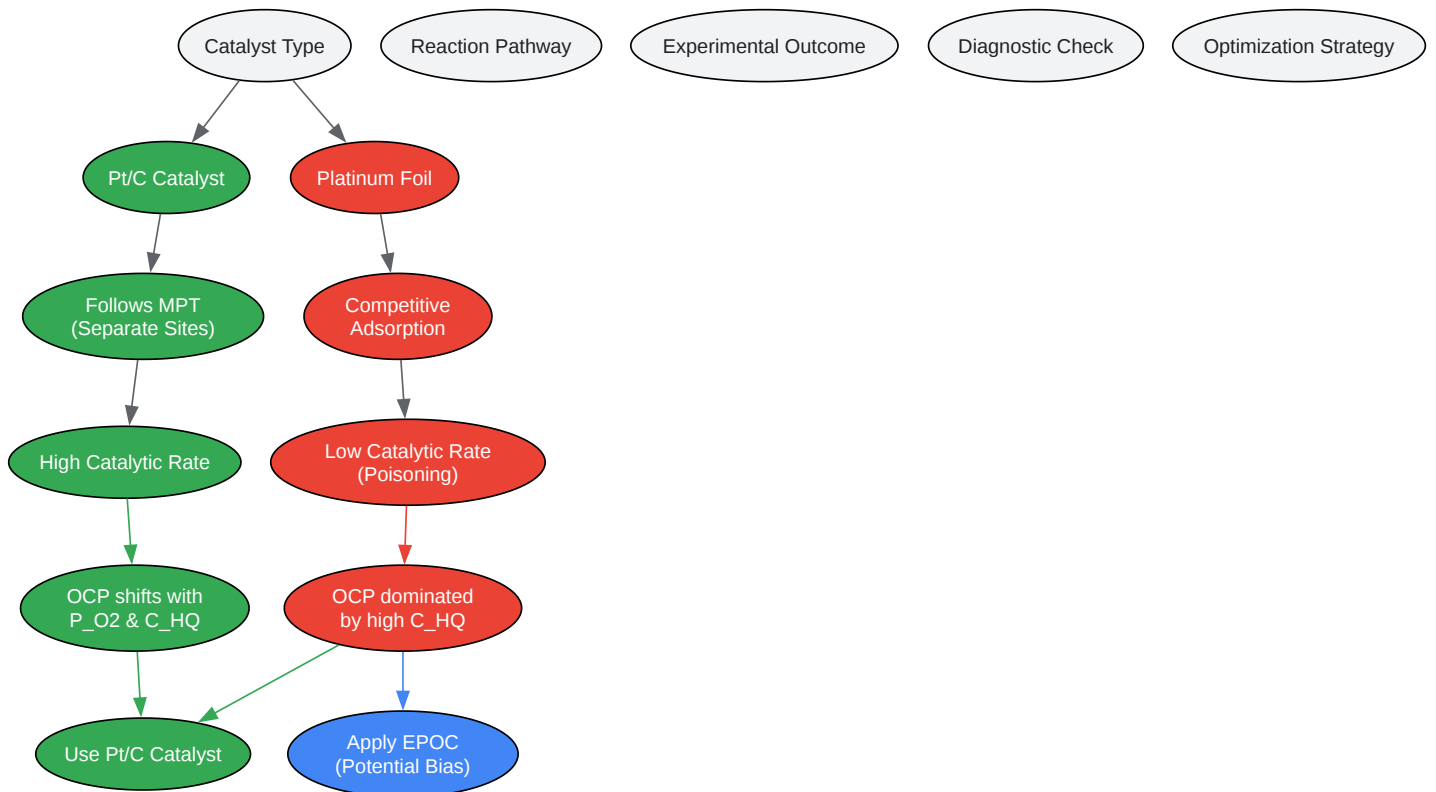 Catalyst Type
Reaction Pathway
Experimental Outcome
Diagnostic Check
Optimization Strategy
Pt/C Catalyst
Platinum Foil
Follows MPT
(Separate Sites)
Competitive
Adsorption
High Catalytic Rate
Low Catalytic Rate
(Poisoning)
OCP shifts with
P_O2 & C_HQ
OCP dominated
by high C_HQ
Use Pt/C Catalyst
Apply EPOC
(Potential Bias)